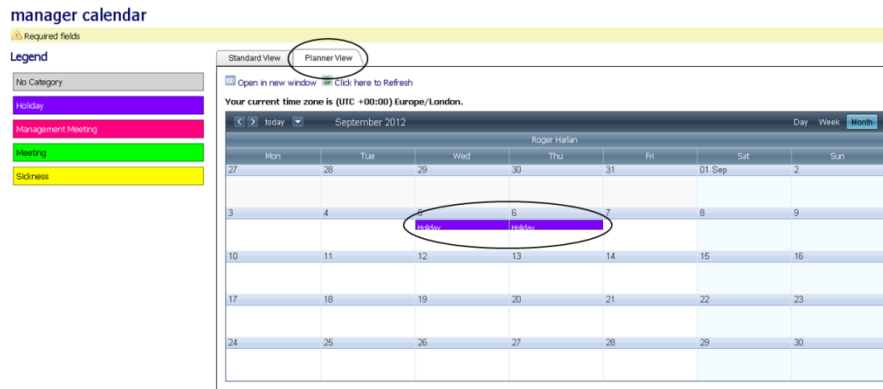 manager calendar
Required fields
Legend
No Category
Holiday
Management Meeting
Meeting
Sickness
Standard View Planner View
Open in new window Click here to Refresh
Your current time zone is (UTC +00:00) Europe/London.
today September 2012 Day Week Month
Roger Harlan
Mon Tue Wed Thu Fri Sat Sun
27 28 29 30 31 01 Sep 2
3 4 5 6 7 8 9
Holiday Holiday
10 11 12 13 14 15 16
17 18 19 20 21 22 23
24 25 26 27 28 29 30